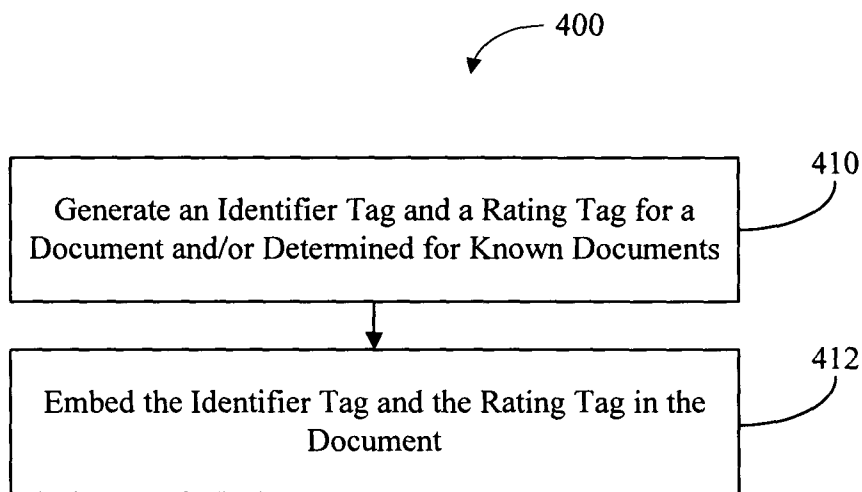 400
410
Generate an Identifier Tag and a Rating Tag for a
Document and/or Determined for Known Documents
412
Embed the Identifier Tag and the Rating Tag in the
Document